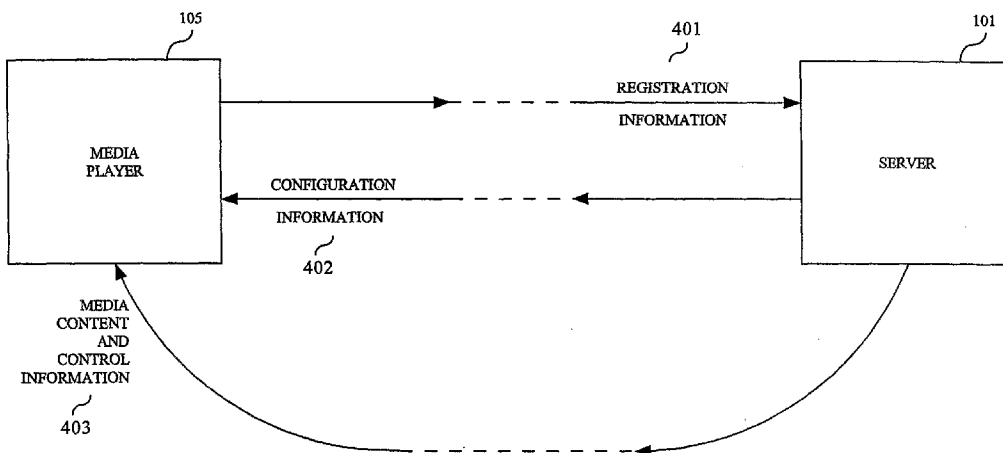 105
401
101
REGISTRATION
INFORMATION
MEDIA
PLAYER
SERVER
CONFIGURATION
INFORMATION
402
MEDIA
CONTENT
AND
CONTROL
INFORMATION
403